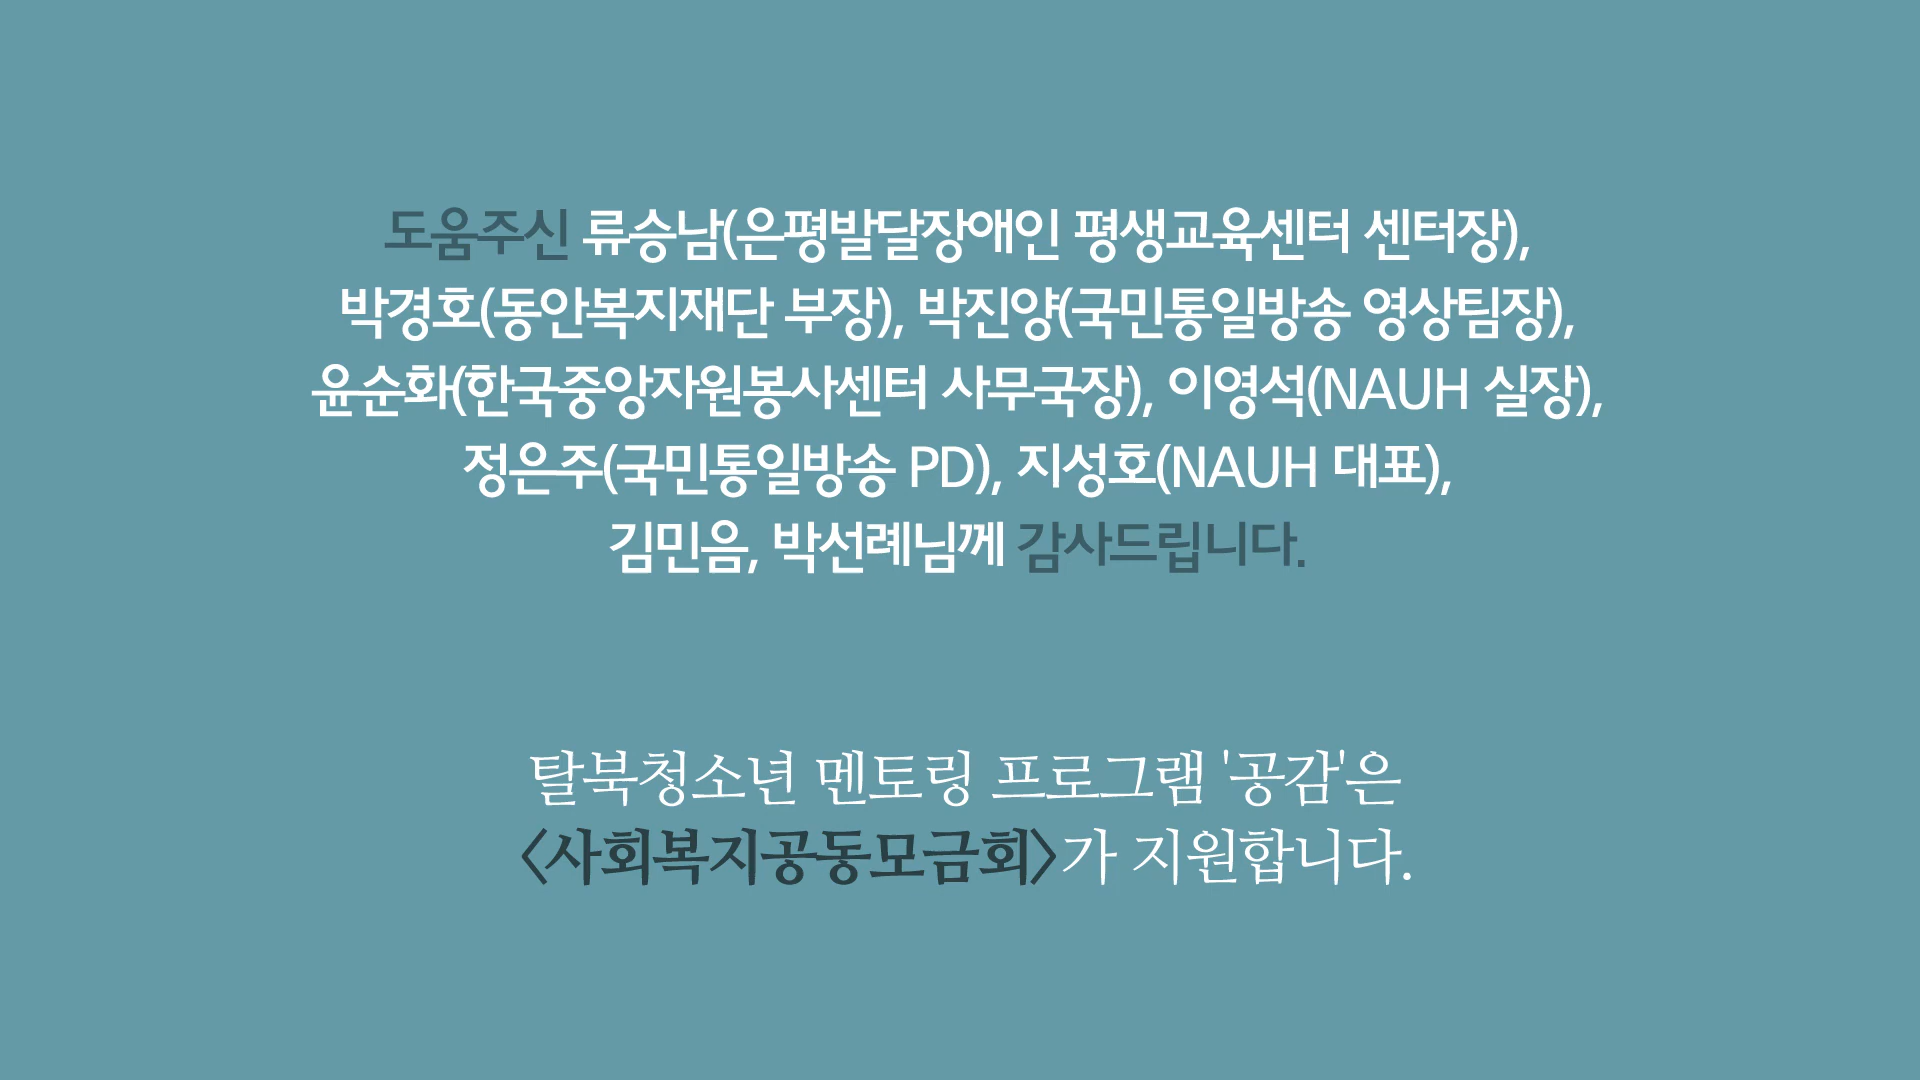 도움주신 류승남(은평발달장애인 평생교육센터 센터장),
박경호(동안복지재단 부장), 박진양(국민통일방송 영상팀장),
윤순화(한국중앙자원봉사센터 사무국장), 이영석(NAUH 실장),
정은주(국민통일방송 PD), 지성호(NAUH 대표),
김민음, 박선례님께 감사드립니다.
탈북청소년 멘토링 프로그램 '공감'은
<사회복지공동모금회>가 지원합니다.